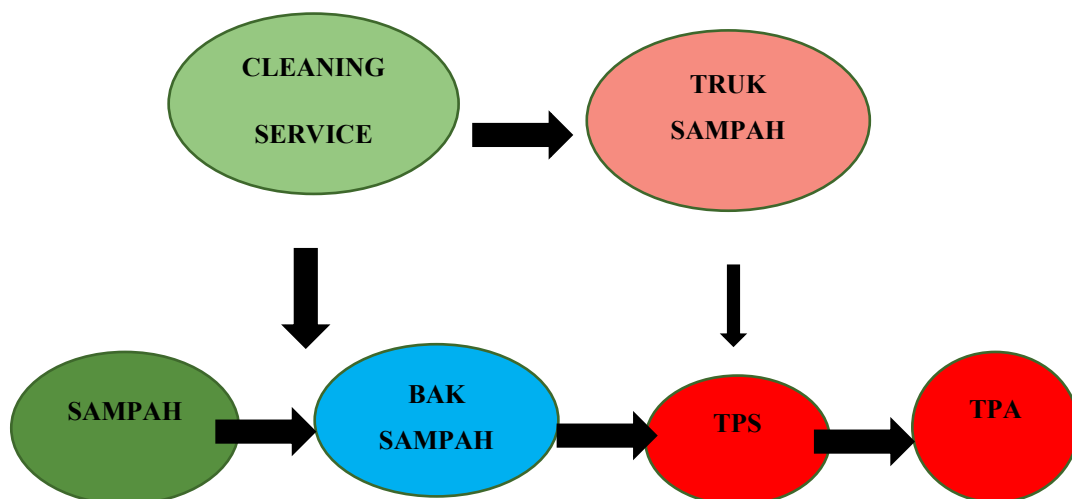 CLEANING
SERVICE
TRUK
SAMPAH
SAMPAH
BAK
SAMPAH
TPS
TPA